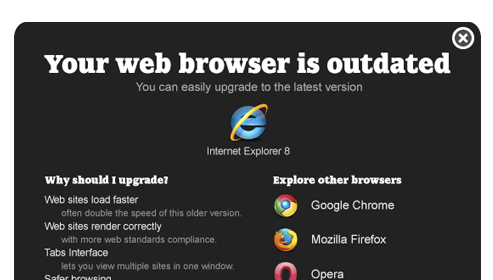 Your web browser is outdated
You can easily upgrade to the latest version
Internet Explorer 8
Why should I upgrade?
Web sites load faster
often double the speed of this older version.
Web sites render correctly
with more web standards compliance.
Tabs Interface
lets you view multiple sites in one window.
Safer browsing
Explore other browsers
Google Chrome
Mozilla Firefox
Opera